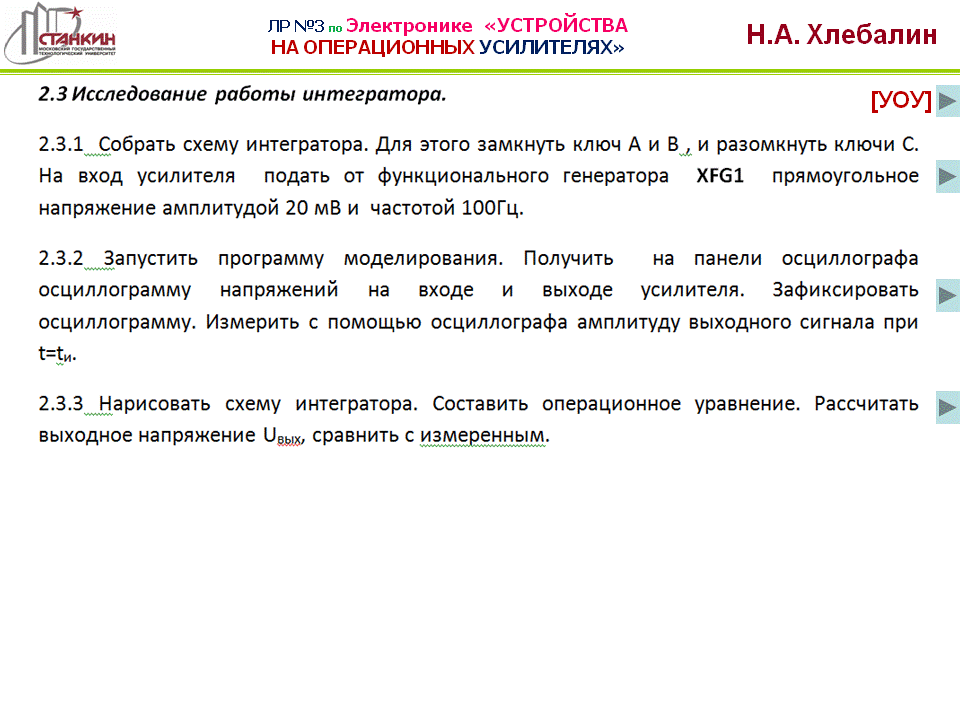 СТАНКИН
МОСКОВСКИЙ ГОСУДАРСТВЕННЫЙ
ТЕХНОЛОГИЧЕСКИЙ УНИВЕРСИТЕТ
ЛР №3 по Электронике «УСТРОЙСТВА
НА ОПЕРАЦИОННЫХ УСИЛИТЕЛЯХ»
Н.А. Хлебалин
2.3 Исследование работы интегратора.
[УОУ]
2.3.1 Собрать схему интегратора. Для этого замкнуть ключ А и В , и разомкнуть ключи С.
На вход усилителя подать от функционального генератора XFG1 прямоугольное
напряжение амплитудой 20 мВ и частотой 100Гц.
2.3.2 Запустить программу моделирования. Получить на панели осциллографа
осциллограмму напряжений на входе и выходе усилителя. Зафиксировать
осциллограмму. Измерить с помощью осциллографа амплитуду выходного сигнала при
t=tи.
2.3.3 Нарисовать схему интегратора. Составить операционное уравнение. Рассчитать
выходное напряжение Uвых, сравнить с измеренным.